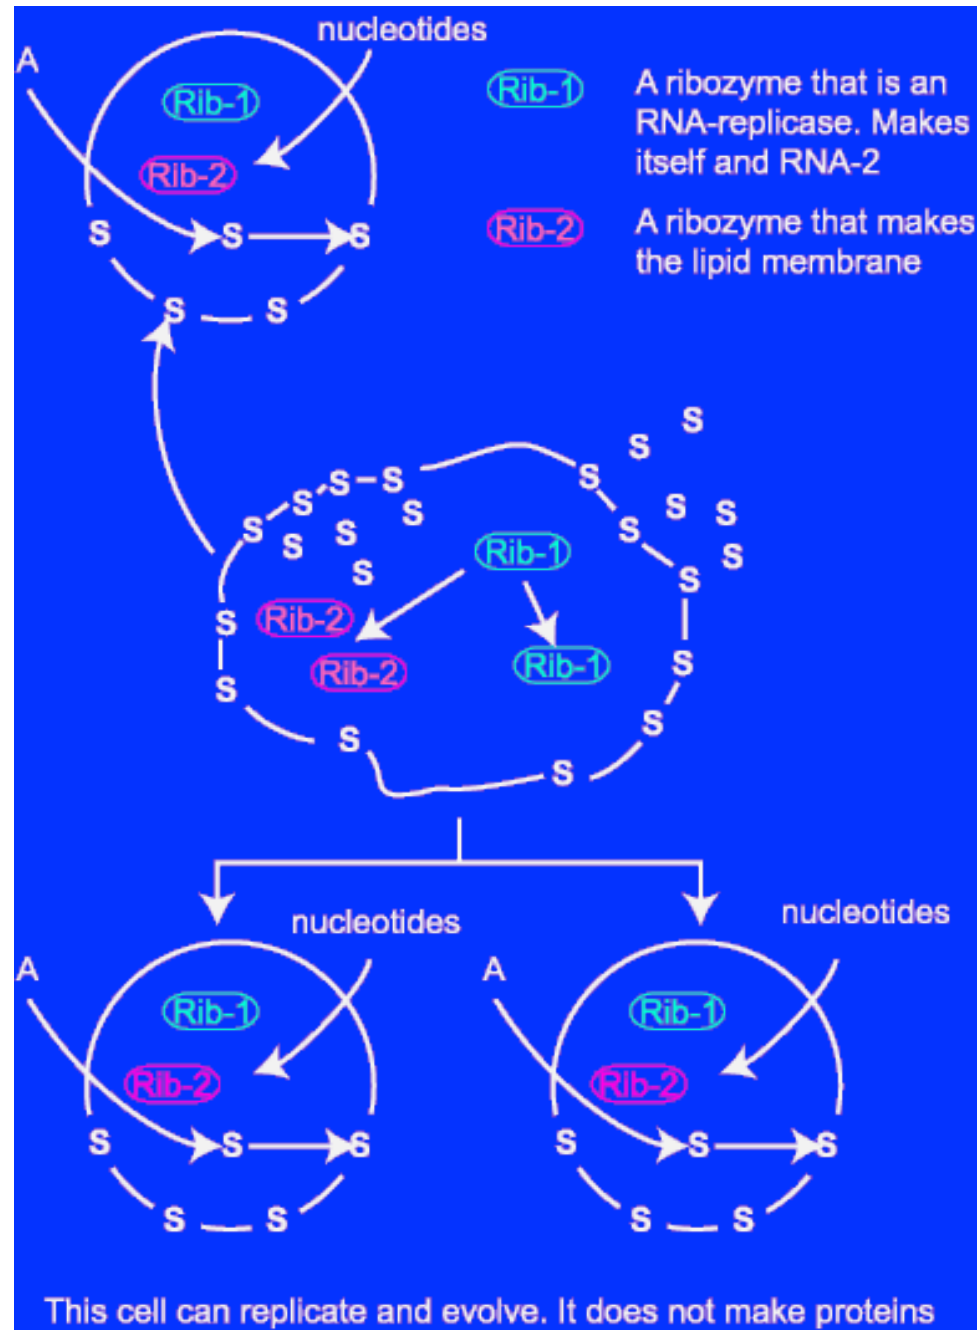 nucleotides
A
Rib-1
Rib-2
S S S
S S
Rib-1
A ribozyme that is an
RNA-replicase. Makes
itself and RNA-2
Rib-2
A ribozyme that makes
the lipid membrane
S
S
S
S S
S
S
S
S
S
S
S
S
S
S
S
S
S
Rib-1
S
S
S
Rib-2
Rib-2
Rib-1
S
S
S
S
S
nucleotides
A
Rib-1
Rib-2
S S S
S S
nucleotides
A
Rib-1
Rib-2
S S S
S S
This cell can replicate and evolve. It does not make proteins